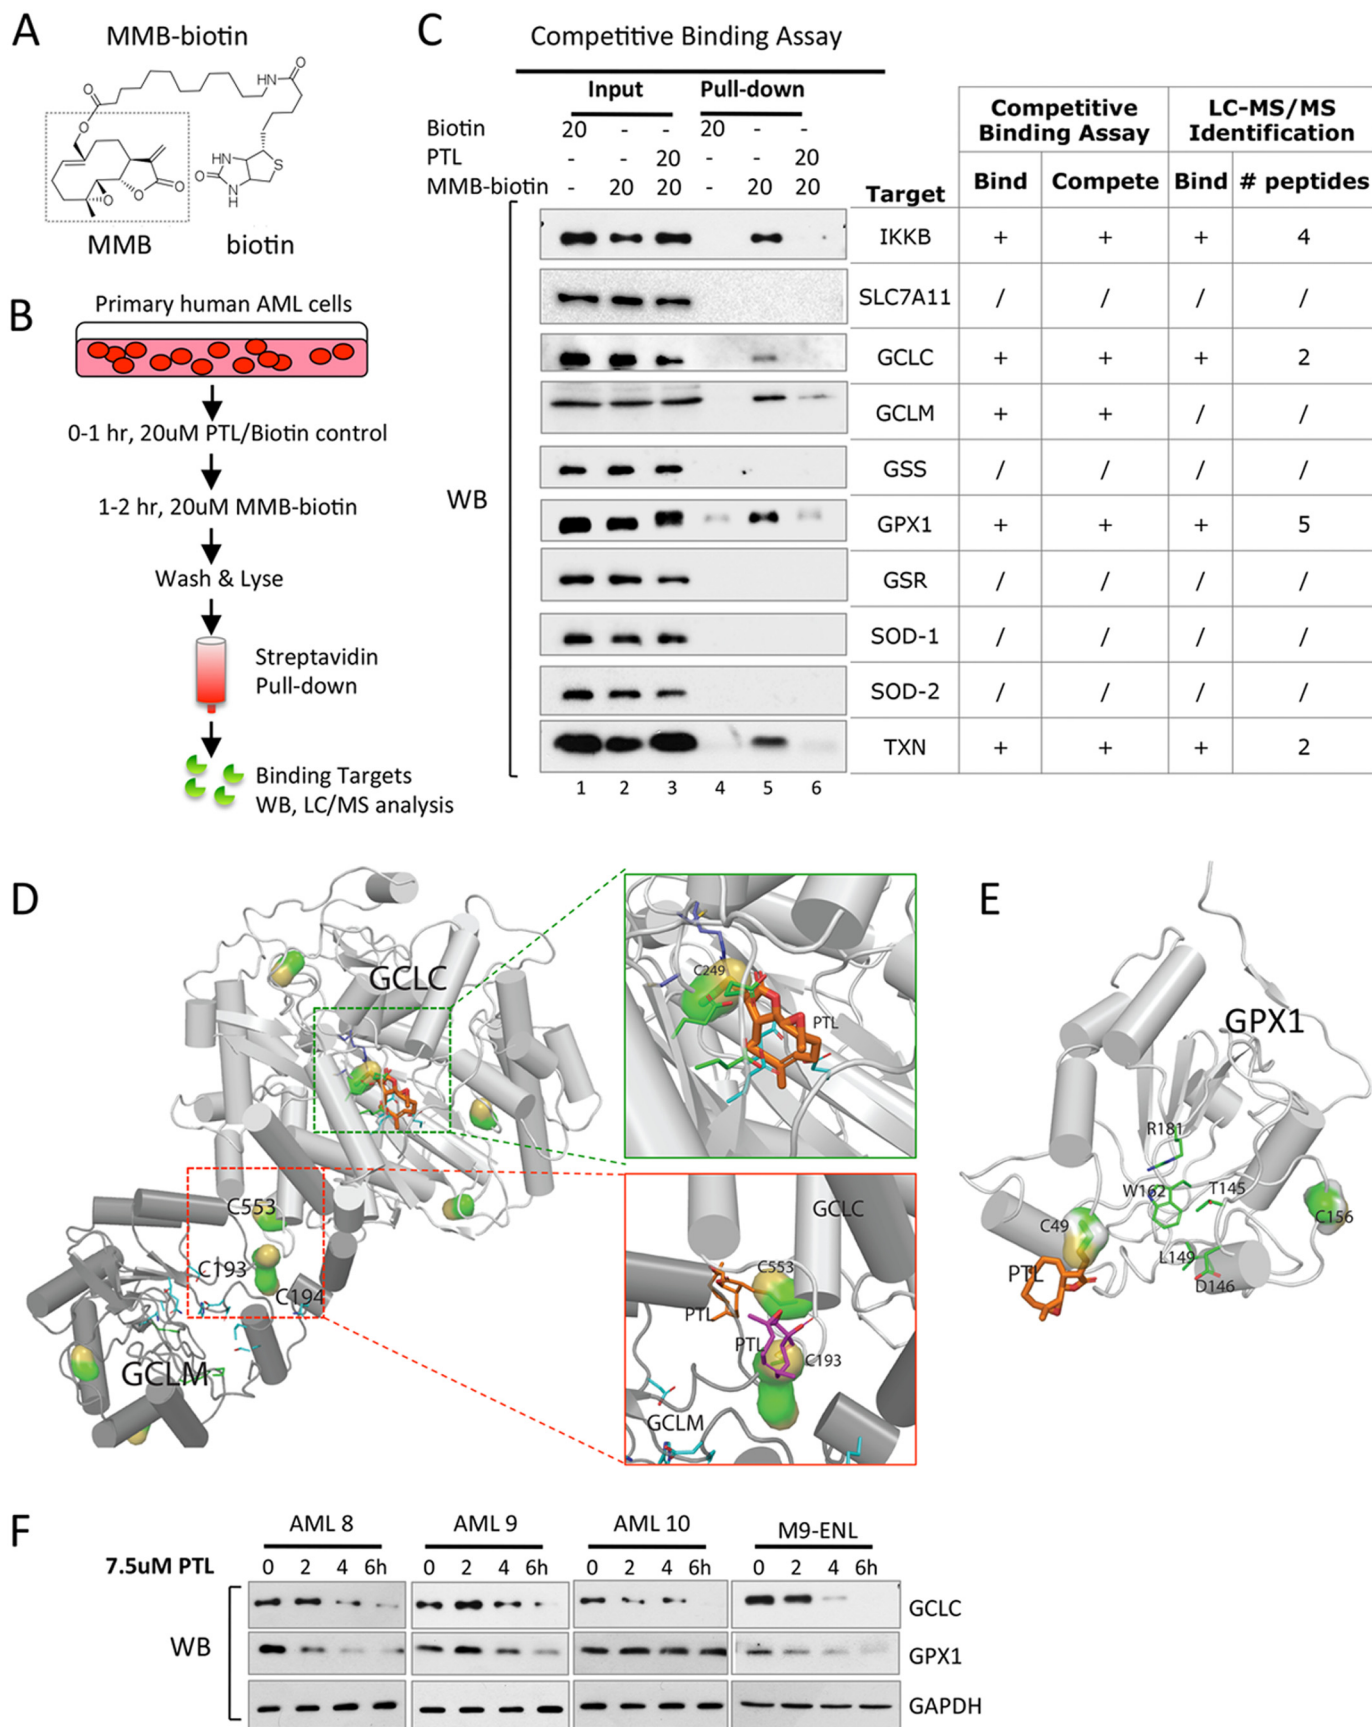 A
MMB-biotin
O
HN
O
O
O
O
O
HN
NH
S
O
MMB
biotin
B
Primary human AML cells
0-1 hr, 20uM PTL/Biotin control
1-2 hr, 20uM MMB-biotin
Wash & Lyse
Streptavidin
Pull-down
Binding Targets
WB, LC/MS analysis
C
Competitive Binding Assay
Input Pull-down
Biotin 20 - - 20 - -
PTL - - 20 - - 20
MMB-biotin - 20 20 - 20 20
WB
1 2 3 4 5 6
Competitive Binding Assay LC-MS/MS Identification
Target Bind Compete Bind # peptides
IKKB + + + 4
SLC7A11 / / / /
GCLC + + + 2
GCLM + + / /
GSS / / / /
GPX1 + + + 5
GSR / / / /
SOD-1 / / / /
SOD-2 / / / /
TXN + + + 2
D
GCLC
C553
C193
C194
GCLM
C249
PTL
GCLC
C553
PTL
PTL
C193
GCLM
E
GPX1
R181
W162
T145
C49
C156
L149
PTL
D146
F
AML 8 AML 9 AML 10 M9-ENL
7.5uM PTL 0 2 4 6h 0 2 4 6h 0 2 4 6h 0 2 4 6h
WB
GCLC
GPX1
GAPDH